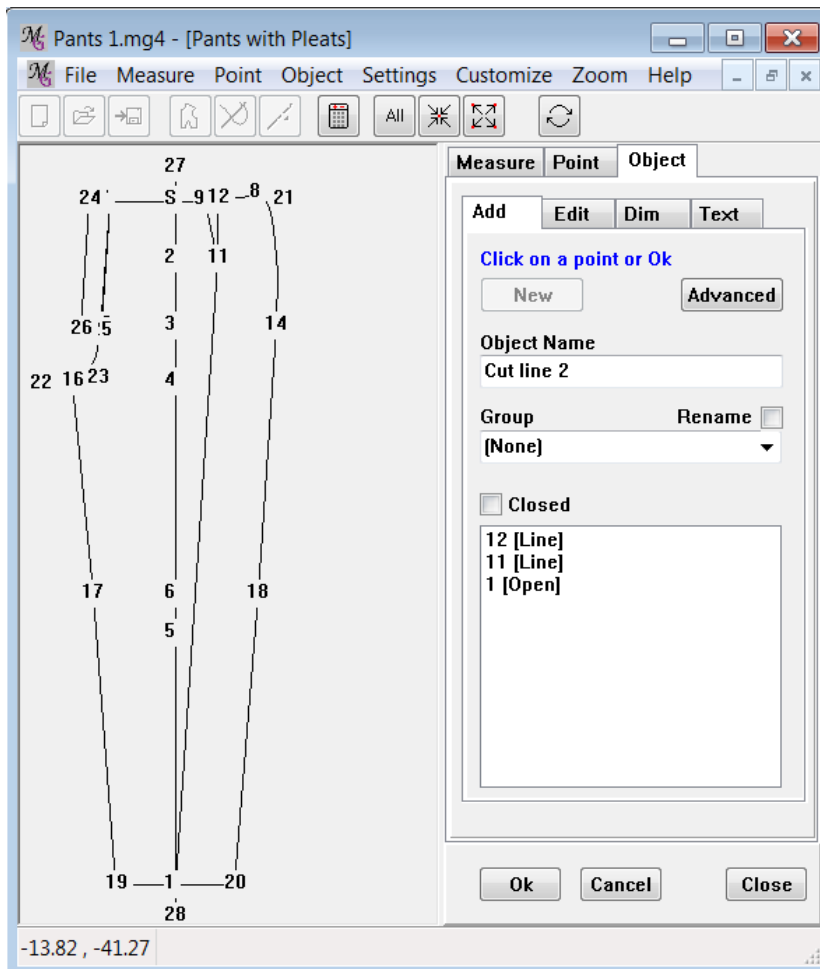 Pants 1.mg4 - [Pants with Pleats]
File Measure Point Object Settings Customize Zoom Help
All
Measure Point Object
Add Edit Dim Text
Click on a point or Ok
New Advanced
Object Name
Cut line 2
Group Rename
(None)
Closed
12 [Line]
11 [Line]
1 [Open]
Ok Cancel Close
27
24 S 9 12 8 21
2 11
26 5 3 14
22 16 23 4
17 6 18
5
19 1 20
28
-13.82 , -41.27